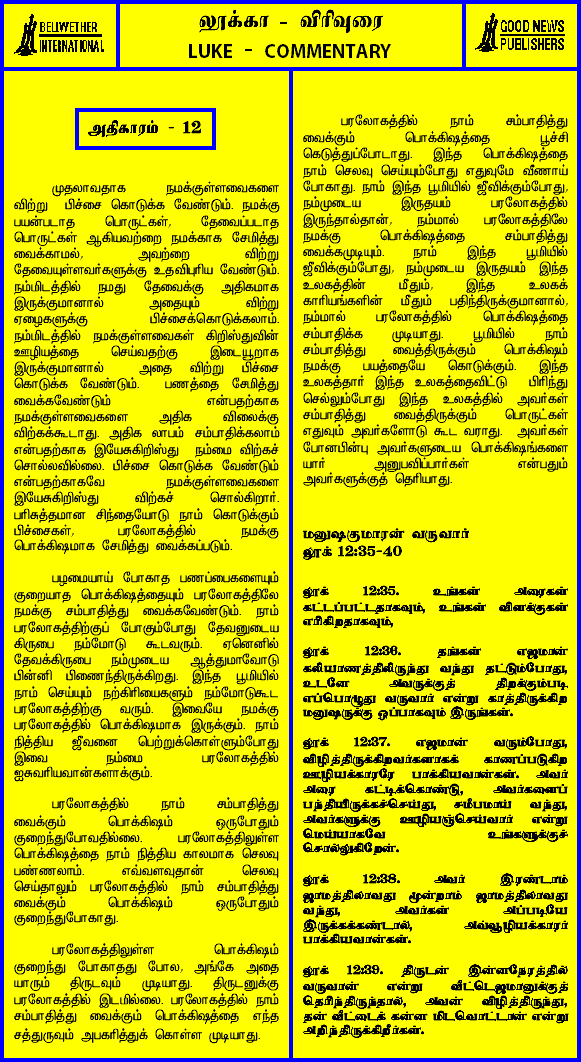 BELLWETHER
INTERNATIONAL
லூக்கா - விரிவுரை
LUKE - COMMENTARY
GOOD NEWS
PUBLISHERS
அதிகாரம் - 12
முதலாவதாக நமக்குள்ளவைகளை
விற்று பிச்சை கொடுக்க வேண்டும். நமக்கு
பயன்படாத பொருட்கள், தேவைப்படாத
பொருட்கள் ஆகியவற்றை நமக்காக சேமித்து
வைக்காமல், அவற்றை விற்று
தேவையுள்ளவர்களுக்கு உதவிபுரிய வேண்டும்.
நம்மிடத்தில் நமது தேவைக்கு அதிகமாக
இருக்குமானால் அதையும் விற்று
ஏழைகளுக்கு பிச்சைக்கொடுக்கலாம்.
நம்மிடத்தில் நமக்குள்ளவைகள் கிறிஸ்துவின்
ஊழியத்தை செய்வதற்கு இடையூறாக
இருக்குமானால் அதை விற்று பிச்சை
கொடுக்க வேண்டும். பணத்தை சேமித்து
வைக்கவேண்டும் என்பதற்காக
நமக்குள்ளவைகளை அதிக விலைக்கு
விற்கக்கூடாது. அதிக லாபம் சம்பாதிக்கலாம்
என்பதற்காக இயேசுகிறிஸ்து நம்மை விற்கச்
சொல்லவில்லை. பிச்சை கொடுக்க வேண்டும்
என்பதற்காகவே நமக்குள்ளவைகளை
இயேசுகிறிஸ்து விற்கச் சொல்கிறார்.
பரிசுத்தமான சிந்தையோடு நாம் கொடுக்கும்
பிச்சைகள், பரலோகத்தில் நமக்கு
பொக்கிஷமாக சேமித்து வைக்கப்படும்.
பழமையாய் போகாத பணப்பைகளையும்
குறையாத பொக்கிஷத்தையும் பரலோகத்திலே
நமக்கு சம்பாதித்து வைக்கவேண்டும். நாம்
பரலோகத்திற்குப் போகும்போது தேவனுடைய
கிருபை நம்மோடு கூடவரும். ஏனெனில்
தேவக்கிருபை நம்முடைய ஆத்துமாவோடு
பின்னி பிணைந்திருக்கிறது. இந்த பூமியில்
நாம் செய்யும் நற்கிரியைகளும் நம்மோடுகூட
பரலோகத்திற்கு வரும். இவையே நமக்கு
பரலோகத்தில் பொக்கிஷமாக இருக்கும். நாம்
நித்திய ஜீவனை பெற்றுக்கொள்ளும்போது
இவை நம்மை பரலோகத்தில்
ஐசுவரியவான்களாக்கும்.
பரலோகத்தில் நாம் சம்பாதித்து
வைக்கும் பொக்கிஷம் ஒருபோதும்
குறைந்துபோவதில்லை. பரலோகத்திலுள்ள
பொக்கிஷத்தை நாம் நித்திய காலமாக செலவு
பண்ணலாம். எவ்வளவுதான் செலவு
செய்தாலும் பரலோகத்தில் நாம் சம்பாதித்து
வைக்கும் பொக்கிஷம் ஒருபோதும்
குறைந்துபோகாது.
பரலோகத்திலுள்ள பொக்கிஷம்
குறைந்து போகாதது போல, அங்கே அதை
யாரும் திருடவும் முடியாது. திருடனுக்கு
பரலோகத்தில் இடமில்லை. பரலோகத்தில் நாம்
சம்பாதித்து வைக்கும் பொக்கிஷத்தை எந்த
சத்துருவும் அபகரித்துக் கொள்ள முடியாது.
பரலோகத்தில் நாம் சம்பாதித்து
வைக்கும் பொக்கிஷத்தை பூச்சி
கெடுத்துப்போடாது. இந்த பொக்கிஷத்தை
நாம் செலவு செய்யும்போது எதுவுமே வீணாய்
போகாது. நாம் இந்த பூமியில் ஜீவிக்கும்போது,
நம்முடைய இருதயம் பரலோகத்தில்
இருந்தால்தான், நம்மால் பரலோகத்திலே
நமக்கு பொக்கிஷத்தை சம்பாதித்து
வைக்கமுடியும். நாம் இந்த பூமியில்
ஜீவிக்கும்போது, நம்முடைய இருதயம் இந்த
உலகத்தின் மீதும், இந்த உலகக்
காரியங்களின் மீதும் பதிந்திருக்குமானால்,
நம்மால் பரலோகத்தில் பொக்கிஷத்தை
சம்பாதிக்க முடியாது. பூமியில் நாம்
சம்பாதித்து வைத்திருக்கும் பொக்கிஷம்
நமக்கு பயத்தையே கொடுக்கும். இந்த
உலகத்தார் இந்த உலகத்தைவிட்டு பிரிந்து
செல்லும்போது இந்த உலகத்தில் அவர்கள்
சம்பாதித்து வைத்திருக்கும் பொருட்கள்
எதுவும் அவர்களோடு கூட வராது. அவர்கள்
போனபின்பு அவர்களுடைய பொக்கிஷங்களை
யார் அனுபவிப்பார்கள் என்பதும்
அவர்களுக்குத் தெரியாது.
மனுஷகுமாரன் வருவார்
லூக் 12:35-40
லூக் 12:35. உங்கள் அரைகள்
கட்டப்பட்டதாகவும், உங்கள் விளக்குகள்
எரிகிறதாகவும்,
லூக் 12:36. தங்கள் எஜமான்
கலியாணத்திலிருந்து வந்து தட்டும்போது,
உடனே அவருக்குத் திறக்கும்படி
எப்பொழுது வருவார் என்று காத்திருக்கிற
மனுஷருக்கு ஒப்பாகவும் இருங்கள்.
லூக் 12:37. எஜமான் வரும்போது,
விழித்திருக்கிறவர்களாகக் காணப்படுகிற
ஊழியக்காரரே பாக்கியவான்கள். அவர்
அரை கட்டிக்கொண்டு, அவர்களைப்
பந்தியிருக்கச்செய்து, சமீபமாய் வந்து,
அவர்களுக்கு ஊழியஞ்செய்வார் என்று
மெய்யாகவே உங்களுக்குச்
சொல்லுகிறேன்.
லூக் 12:38. அவர் இரண்டாம்
ஜாமத்திலாவது மூன்றாம் ஜாமத்திலாவது
வந்து, அவர்கள் அப்படியே
இருக்கக்கண்டால், அவ்வூழியக்காரர்
பாக்கியவான்கள்.
லூக் 12:39. திருடன் இன்னநேரத்தில்
வருவான் என்று வீட்டெஜமானுக்குத்
தெரிந்திருந்தால், அவன் விழித்திருந்து,
தன் வீட்டைக் கன்ன மிடவொட்டான் என்று
அறிந்திருக்கிறீர்கள்.